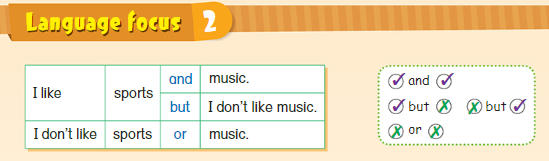 Language focus 2
I like sports and music.
but I don't like music.
I don't like sports or music.
✓ and ✓
✓ but ✗ ✗ but ✓
✗ or ✗